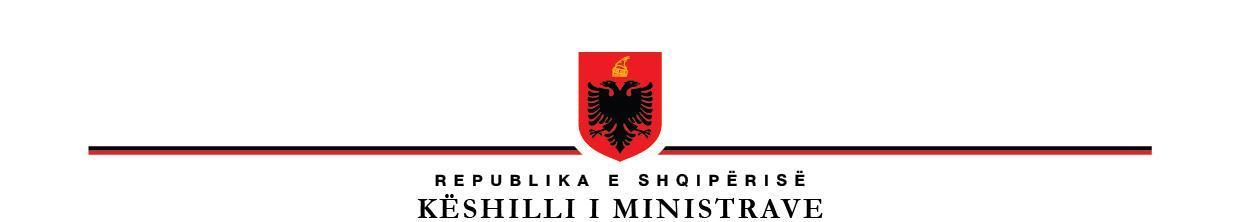 REPUBLIKA E SHQIPËRISË
KËSHILLI I MINISTRAVE